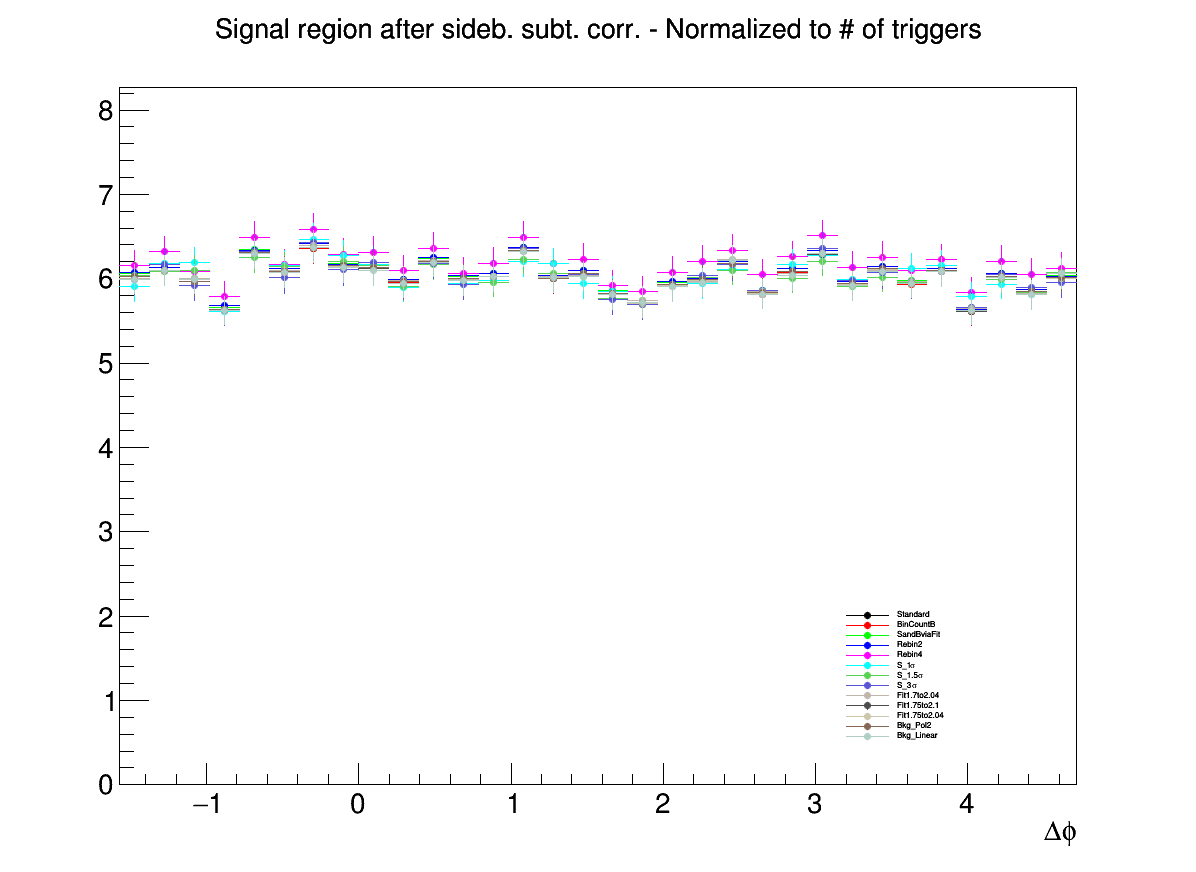 Signal region after sideb. subt. corr. - Normalized to # of triggers
8
7
6
5
4
3
2
1
0
Standard
BinCountB
SandBviaFit
Rebin2
Rebin4
S_1σ
S_1.5σ
S_3σ
Fit1.7to2.04
Fit1.75to2.1
Fit1.75to2.04
Bkg_Pol2
Bkg_Linear
−1 0 1 2 3 4
Δϕ